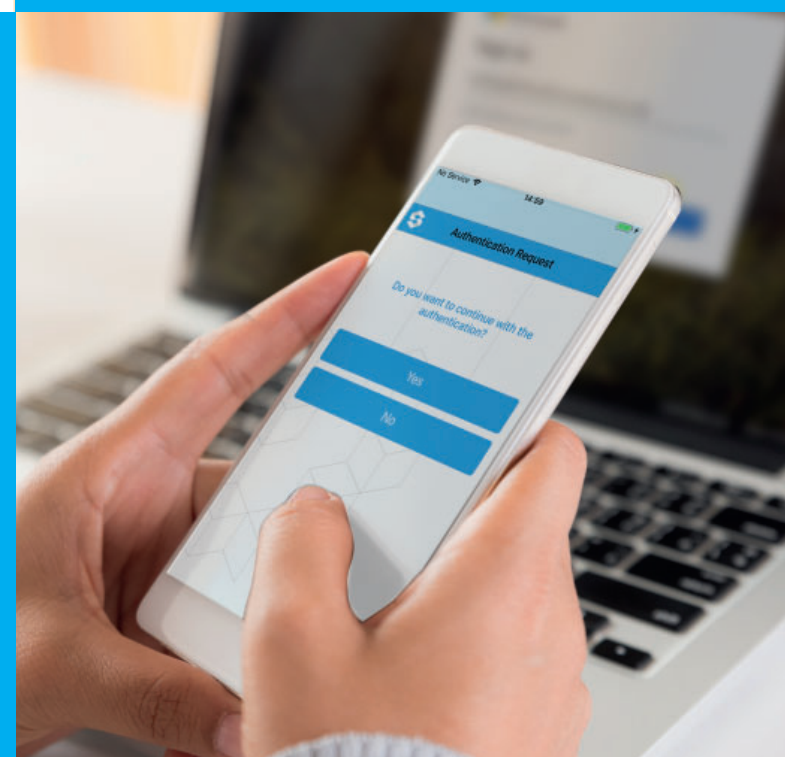 No Service 14:59
Authentication Request
Do you want to continue with the
authentication?
Yes
No